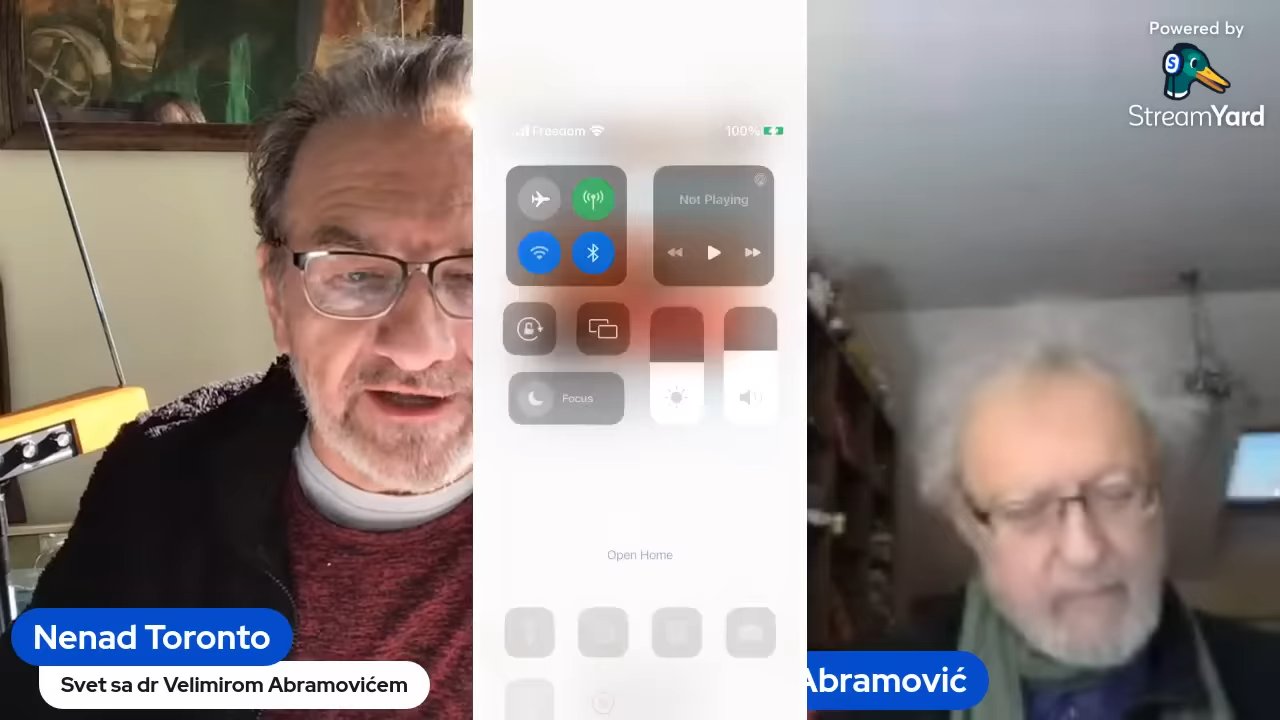 Powered by
StreamYard
Freedom
100%
Not Playing
Focus
Open Home
Nenad Toronto
Svet sa dr Velimirom Abramovićem
Abramović